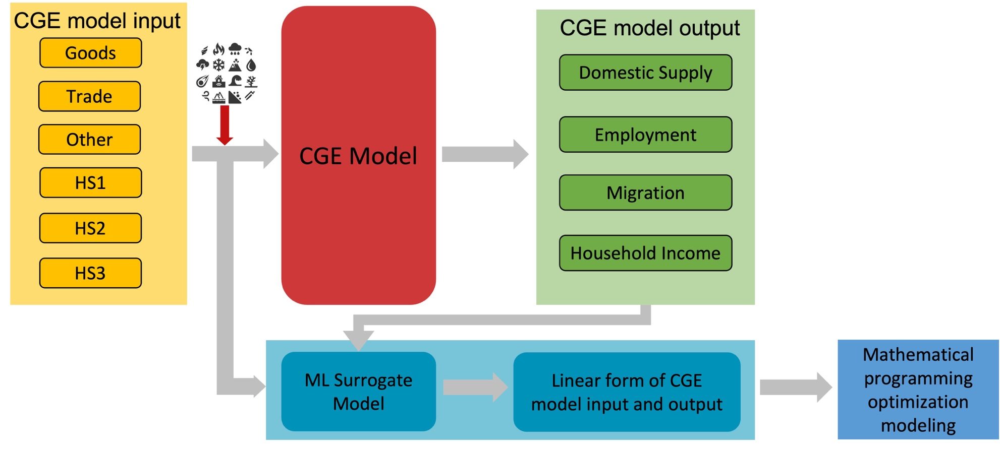 CGE model input
Goods
Trade
Other
HS1
HS2
HS3
CGE Model
CGE model output
Domestic Supply
Employment
Migration
Household Income
ML Surrogate
Model
Linear form of CGE
model input and output
Mathematical
programming
optimization
modeling